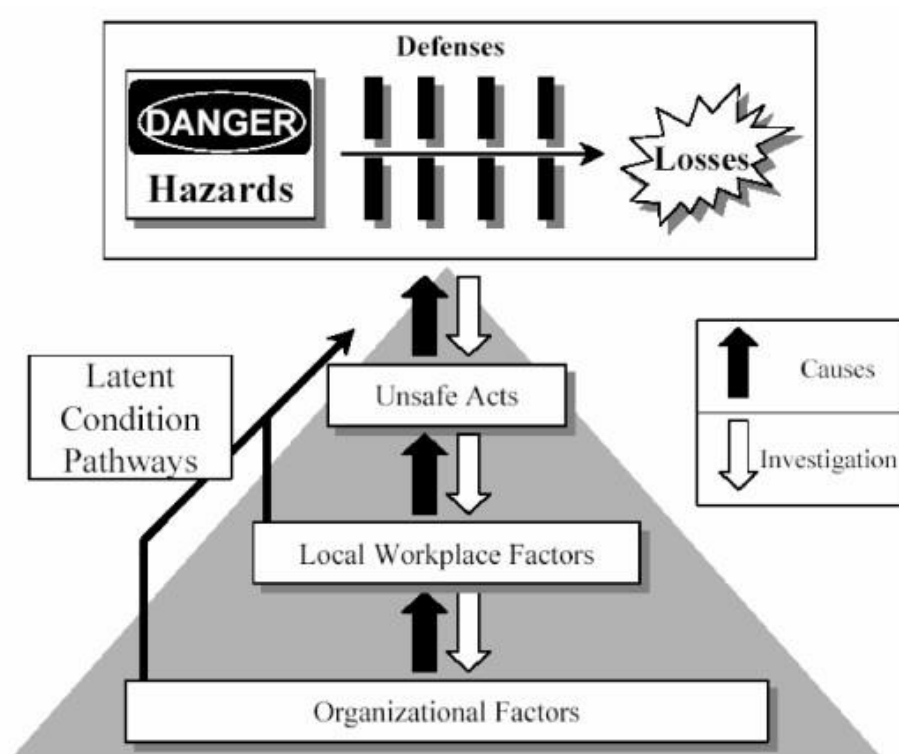 Defenses
DANGER
Hazards
Losses
Latent
Condition
Pathways
Unsafe Acts
Causes
Investigation
Local Workplace Factors
Organizational Factors